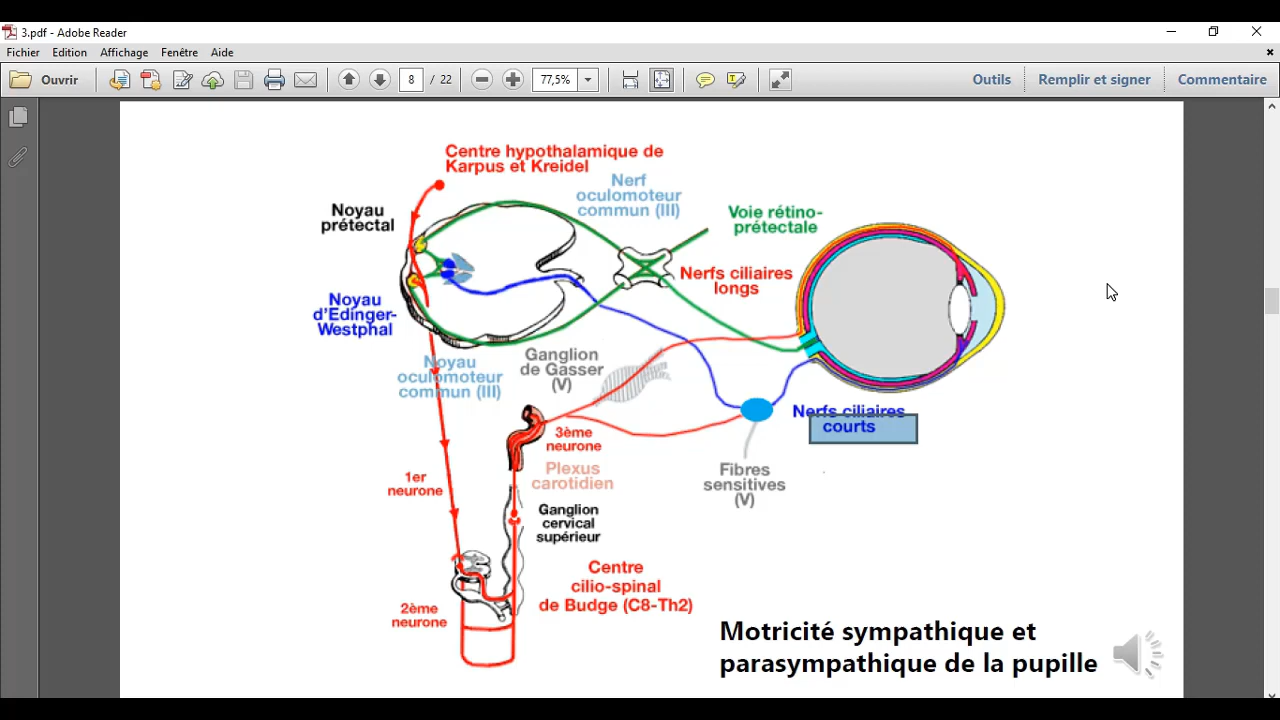 3.pdf - Adobe Reader
Fichier Edition Affichage Fenêtre Aide
Ouvrir
8 / 22
77,5%
Outils
Remplir et signer
Commentaire
Centre hypothalamique de
Karpus et Kreidel
Nerf
oculomoteur
commun (III)
Noyau
prétectal
Voie rétino-
prétectale
Nerfs ciliaires
longs
Noyau
d'Edinger-
Westphal
Noyau
oculomoteur
commun (III)
Ganglion
de Gasser
(V)
Nerfs ciliaires
courts
3ème
neurone
Plexus
carotidien
Fibres
sensitives
(V)
1er
neurone
Ganglion
cervical
supérieur
Centre
cilio-spinal
de Budge (C8-Th2)
2ème
neurone
Motricité sympathique et
parasympathique de la pupille